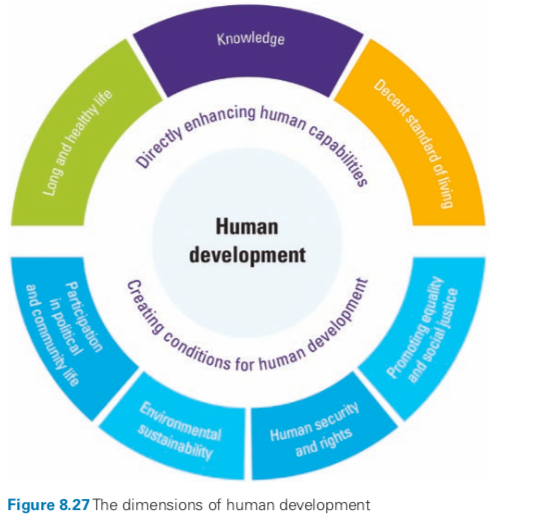 Knowledge
Long and healthy life
Decent standard of living
Directly enhancing human capabilities
Human
development
Creating conditions for human development
Participation
in political
and community life
Environmental
sustainability
Human security
and rights
Promoting equality
and social justice
Figure 8.27 The dimensions of human development